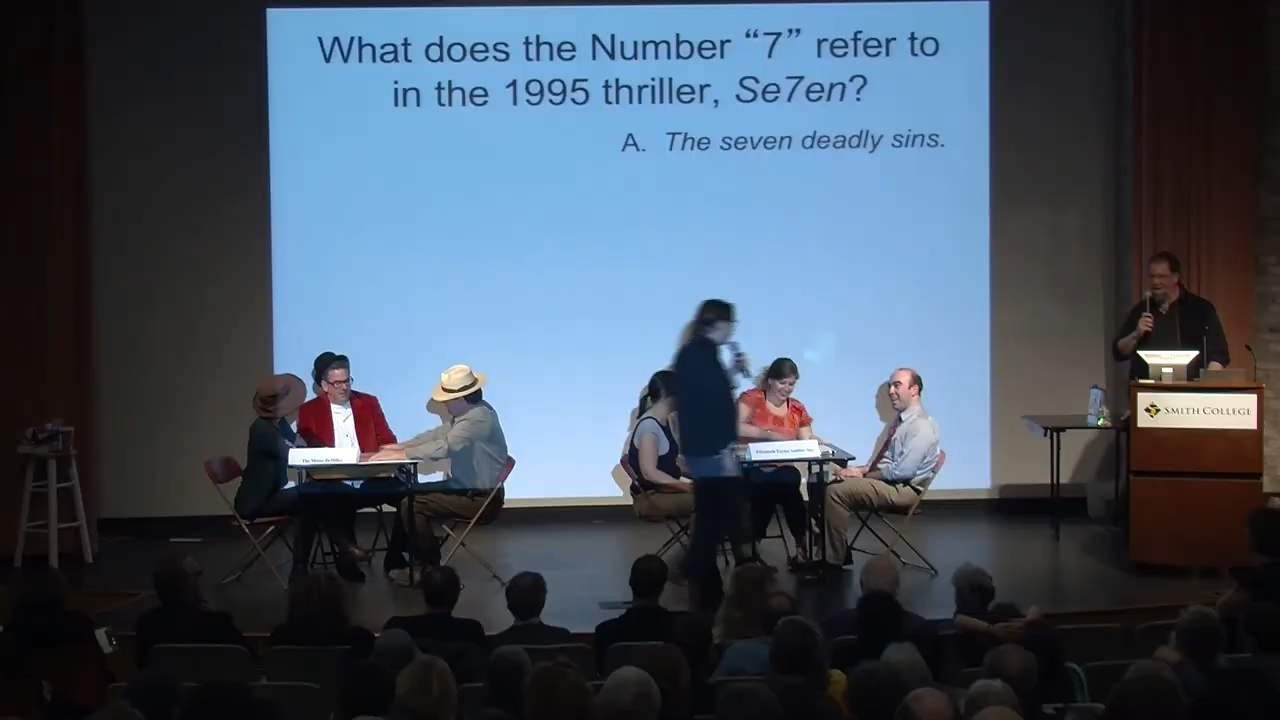 What does the Number “7” refer to
in the 1995 thriller, Se7en?
A. The seven deadly sins.
SMITH COLLEGE